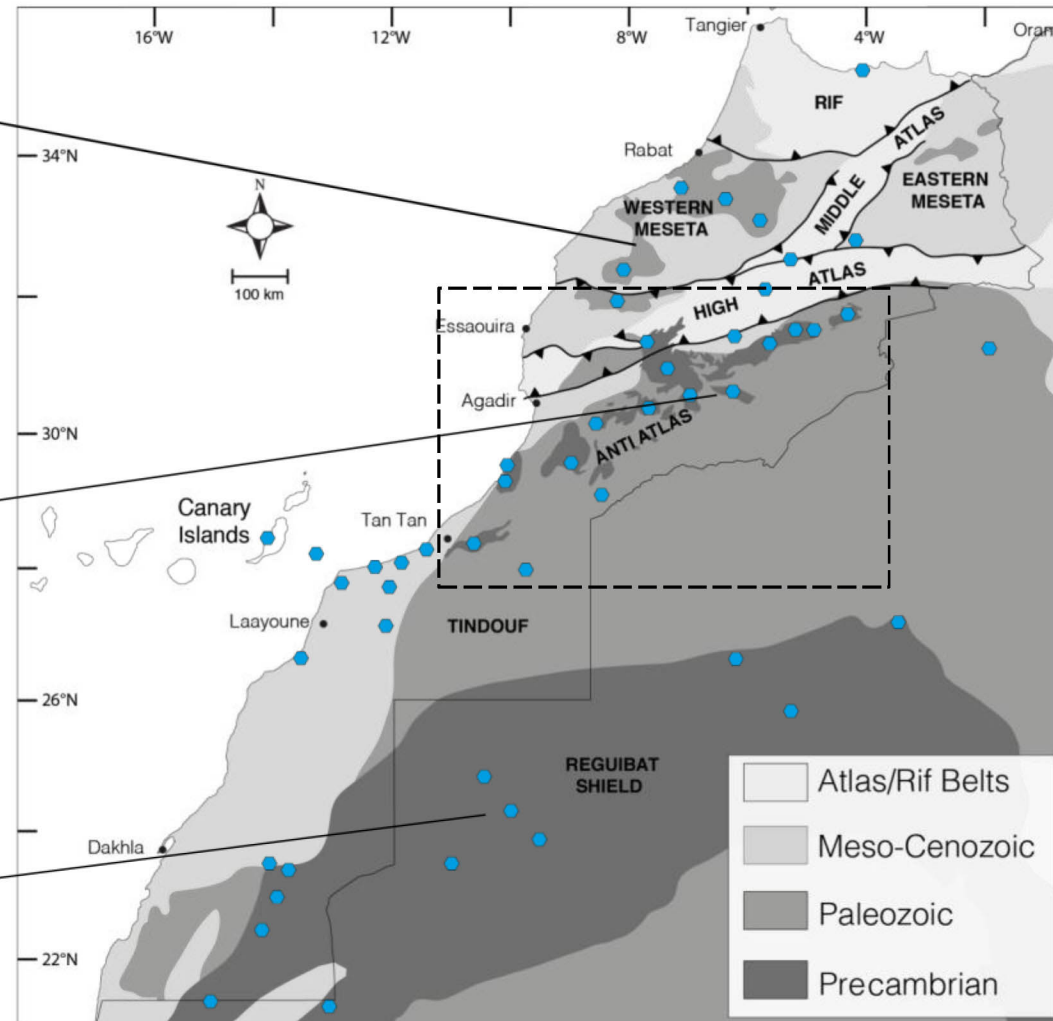 16°W
12°W
8°W
4°W
Tangier
Oran
RIF
ATLAS
34°N
Rabat
MIDDLE
EASTERN
MESETA
WESTERN
MESETA
N
100 km
ATLAS
HIGH
Essaouira
Agadir
30°N
ANTI ATLAS
Canary
Islands
Tan Tan
Laayoune
TINDOUF
26°N
REGUIBAT
SHIELD
Dakhla
22°N
Atlas/Rif Belts
Meso-Cenozoic
Paleozoic
Precambrian